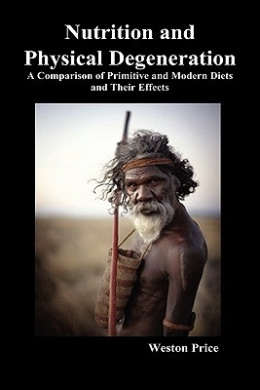 Nutrition and
Physical Degeneration
A Comparison of Primitive and Modern Diets
and Their Effects
Weston Price